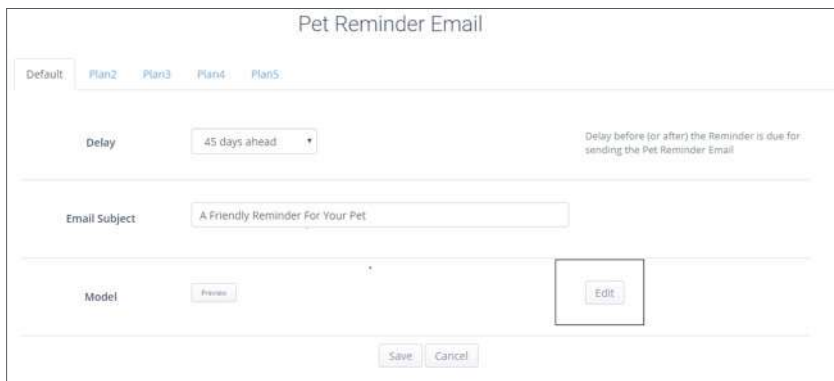 Pet Reminder Email
Default Plan2 Plan3 Plan4 Plan5
Delay 45 days ahead Delay before (or after) the Reminder is due for
sending the Pet Reminder Email
Email Subject A Friendly Reminder For Your Pet
Model Preview Edit
Save Cancel